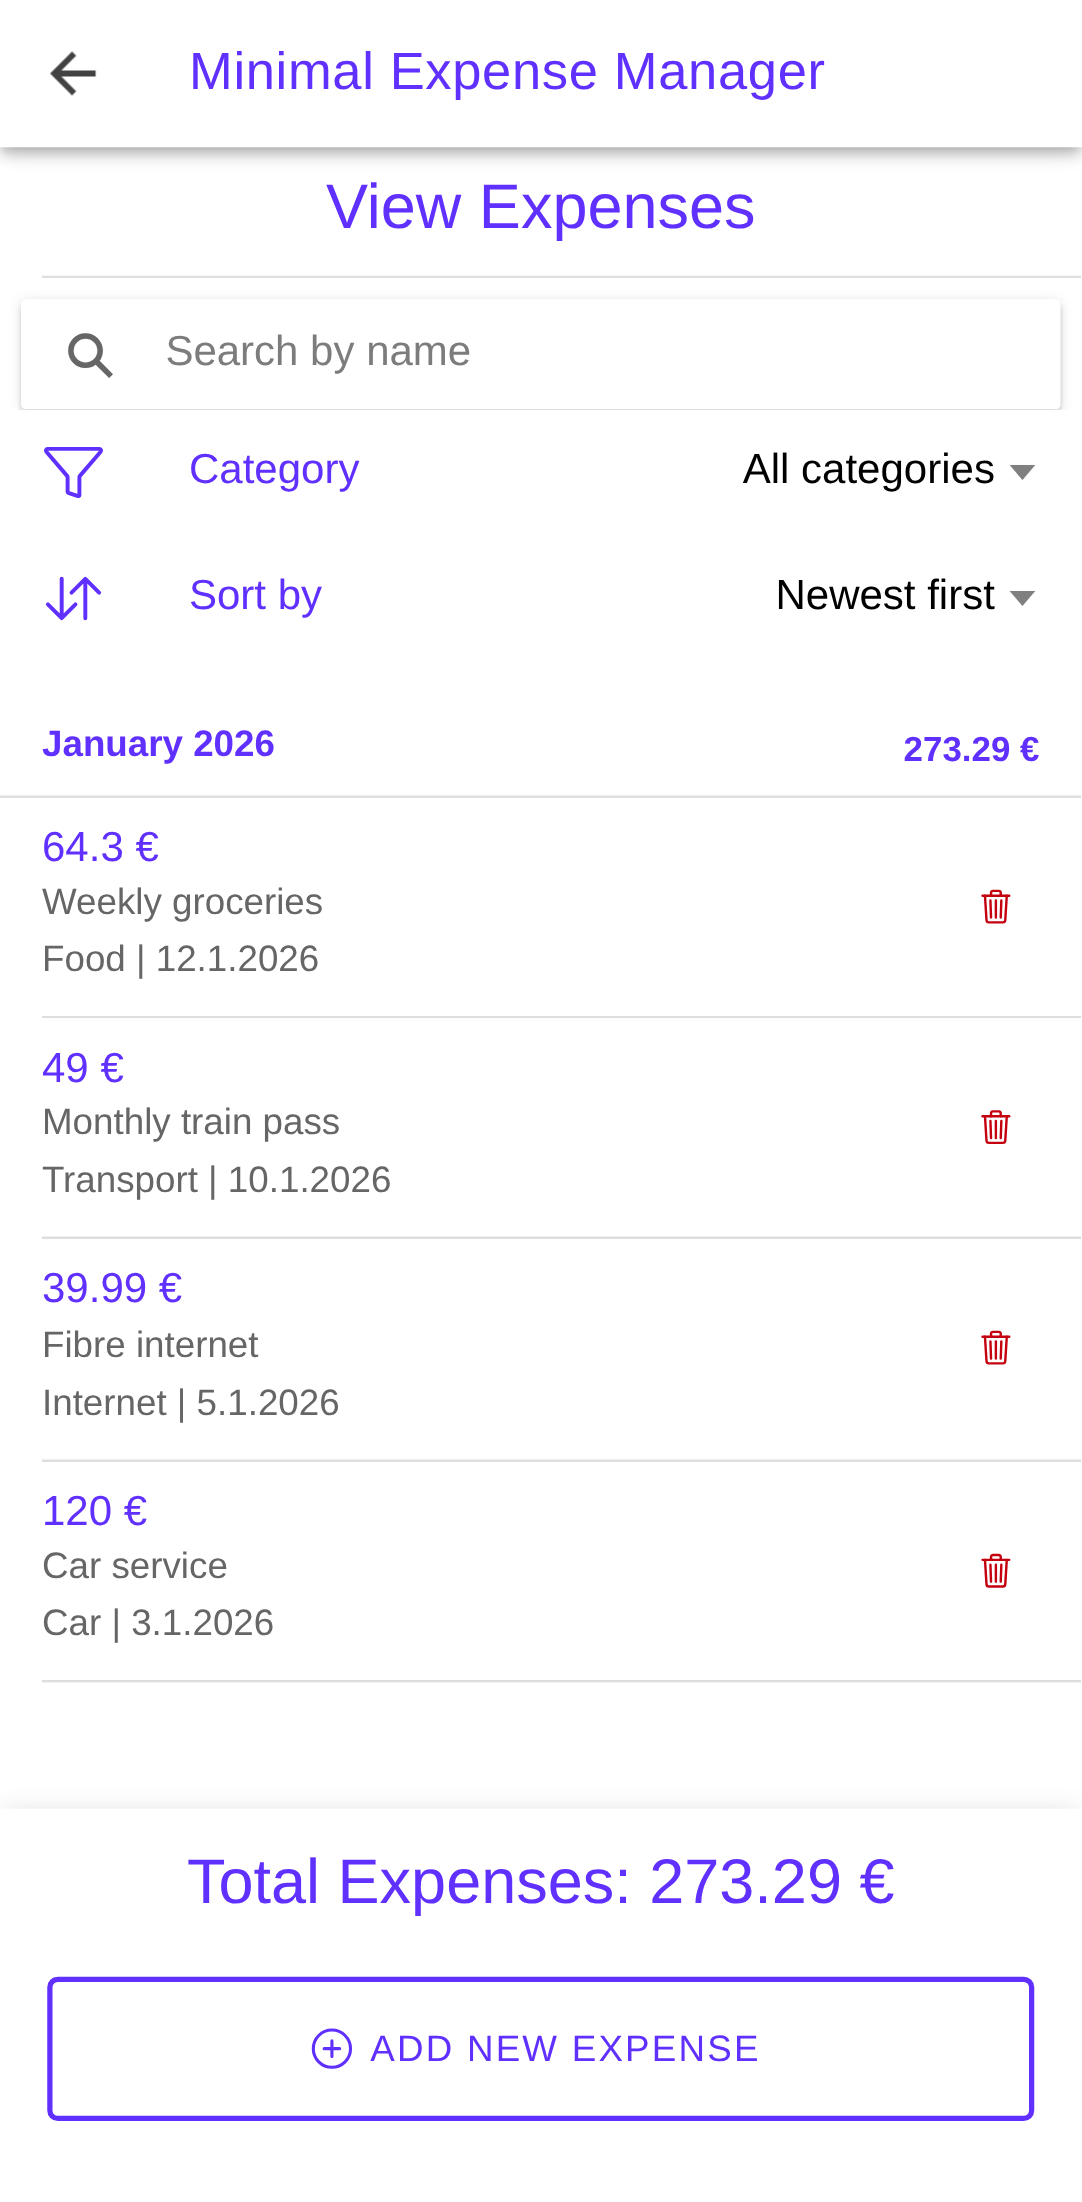 Minimal Expense Manager
View Expenses
Search by name
Category All categories
Sort by Newest first
January 2026 273.29 €
64.3 €
Weekly groceries
Food | 12.1.2026
49 €
Monthly train pass
Transport | 10.1.2026
39.99 €
Fibre internet
Internet | 5.1.2026
120 €
Car service
Car | 3.1.2026
Total Expenses: 273.29 €
ADD NEW EXPENSE